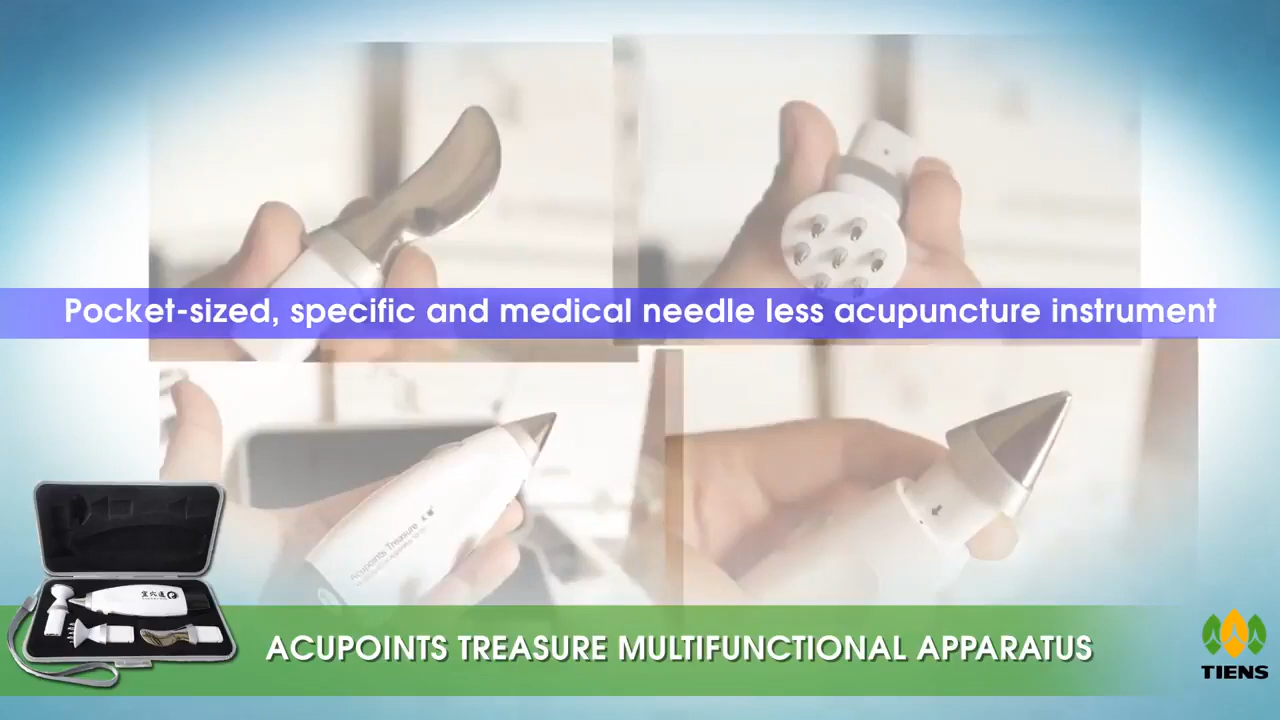 Pocket-sized, specific and medical needle less acupuncture instrument
Acupoints Treasure
ACUPOINTS TREASURE MULTIFUNCTIONAL APPARATUS
TIENS